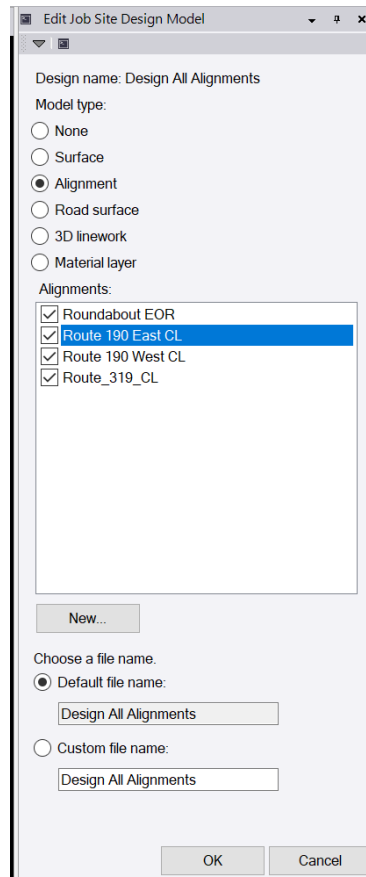 Edit Job Site Design Model
Design name: Design All Alignments
Model type:
None
Surface
Alignment
Road surface
3D linework
Material layer
Alignments:
Roundabout EOR
Route 190 East CL
Route 190 West CL
Route_319_CL
New...
Choose a file name.
Default file name:
Design All Alignments
Custom file name:
Design All Alignments
OK Cancel